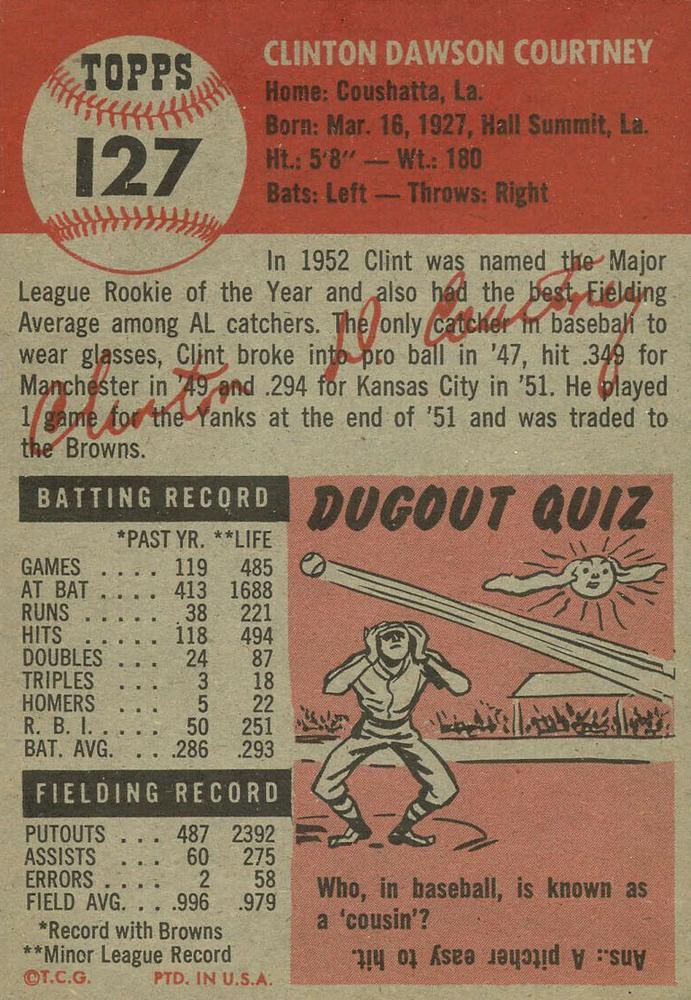 TOPPS
127
CLINTON DAWSON COURTNEY
Home: Coushatta, La.
Born: Mar. 16, 1927, Hall Summit, La.
Ht.: 5'8" — Wt.: 180
Bats: Left — Throws: Right
In 1952 Clint was named the Major
League Rookie of the Year and also had the best Fielding
Average among AL catchers. The only catcher in baseball to
wear glasses, Clint broke into pro ball in '47, hit .349 for
Manchester in '49 and .294 for Kansas City in '51. He played
1 game for the Yanks at the end of '51 and was traded to
the Browns.
Clinton D Courtney
BATTING RECORD
*PAST YR. **LIFE
GAMES .... 119 485
AT BAT .... 413 1688
RUNS ..... 38 221
HITS ..... 118 494
DOUBLES ... 24 87
TRIPLES ... 3 18
HOMERS ... 5 22
R. B. I. .... 50 251
BAT. AVG. .. .286 .293
FIELDING RECORD
PUTOUTS ... 487 2392
ASSISTS ... 60 275
ERRORS .... 2 58
FIELD AVG. .. .996 .979
*Record with Browns
**Minor League Record
©T.C.G. PTD. IN U.S.A.
DUGOUT QUIZ
Who, in baseball, is known as
a 'cousin'?
Ans.: A pitcher easy to hit.